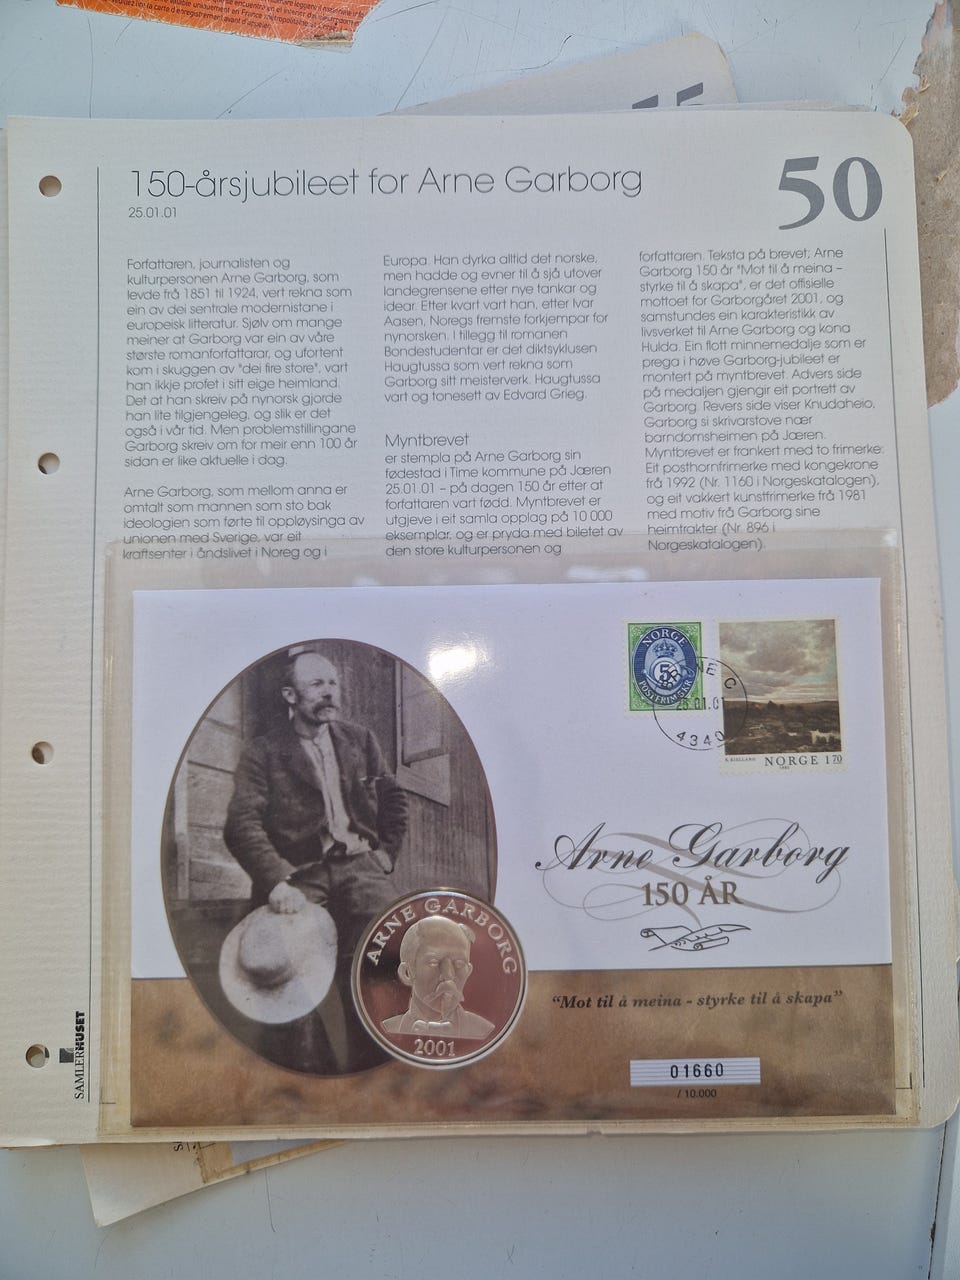 150-årsjubileet for Arne Garborg
25.01.01
50
Forfattaren, journalisten og
kulturpersonen Arne Garborg, som
levde frå 1851 til 1924, vert rekna som
ein av dei sentrale modernistane i
europeisk litteratur. Sjølv om mange
meiner at Garborg var ein av våre
største romanforfattarar, og ufortent
kom i skuggen av "dei fire store", vart
han ikkje profet i sitt eige heimland.
Det at han skreiv på nynorsk gjorde
han lite tilgjengeleg, og slik er det
også i vår tid. Men problemstillingane
Garborg skreiv om for meir enn 100 år
sidan er like aktuelle i dag.
Arne Garborg, som mellom anna er
omtalt som mannen som sto bak
ideologien som førte til oppløysinga av
unionen med Sverige, var eit
kraftsenter i åndslivet i Noreg og i
Europa. Han dyrka alltid det norske,
men hadde og evner til å sjå utover
landegrensene etter nye tankar og
idear. Etter kvart vart han, etter Ivar
Aasen, Noregs fremste forkjempar for
nynorsken. I tillegg til romanen
Bondestudentar er det diktsyklusen
Haugtussa som vert rekna som
Garborg sitt meisterverk. Haugtussa
vart og tonesett av Edvard Grieg.
Myntbrevet
er stempla på Arne Garborg sin
fødestad i Time kommune på Jæren
25.01.01 – på dagen 150 år etter at
forfattaren vart fødd. Myntbrevet er
utgjeve i eit samla opplag på 10 000
eksemplar, og er pryda med biletet av
den store kulturpersonen og
forfattaren. Teksta på brevet; Arne
Garborg 150 år "Mot til å meina –
styrke til å skapa", er det offisielle
mottoet for Garborgåret 2001, og
samstundes ein karakteristikk av
livsverket til Arne Garborg og kona
Hulda. Ein flott minnemedalje som er
prega i høve Garborg-jubileet er
montert på myntbrevet. Advers side
på medaljen gjengir eit portrett av
Garborg. Revers side viser Knudaheio,
Garborg si skrivarstove nær
barndomsheimen på Jæren.
Myntbrevet er frankert med to frimerke:
Eit posthornfrimerke med kongekrone
frå 1992 (Nr. 1160 i Norgeskatalogen),
og eit vakkert kunstfrimerke frå 1981
med motiv frå Garborg sine
heimtrakter (Nr. 896 i
Norgeskatalogen).
NORGE
5
POSTFRIMERKE
NE C
01.0
4340
K. KIELLAND NORGE 1 70
1981
Arne Garborg
150 ÅR
"Mot til å meina - styrke til å skapa"
01660
/ 10.000
ARNE GARBORG
2001
SAMLERHUSET